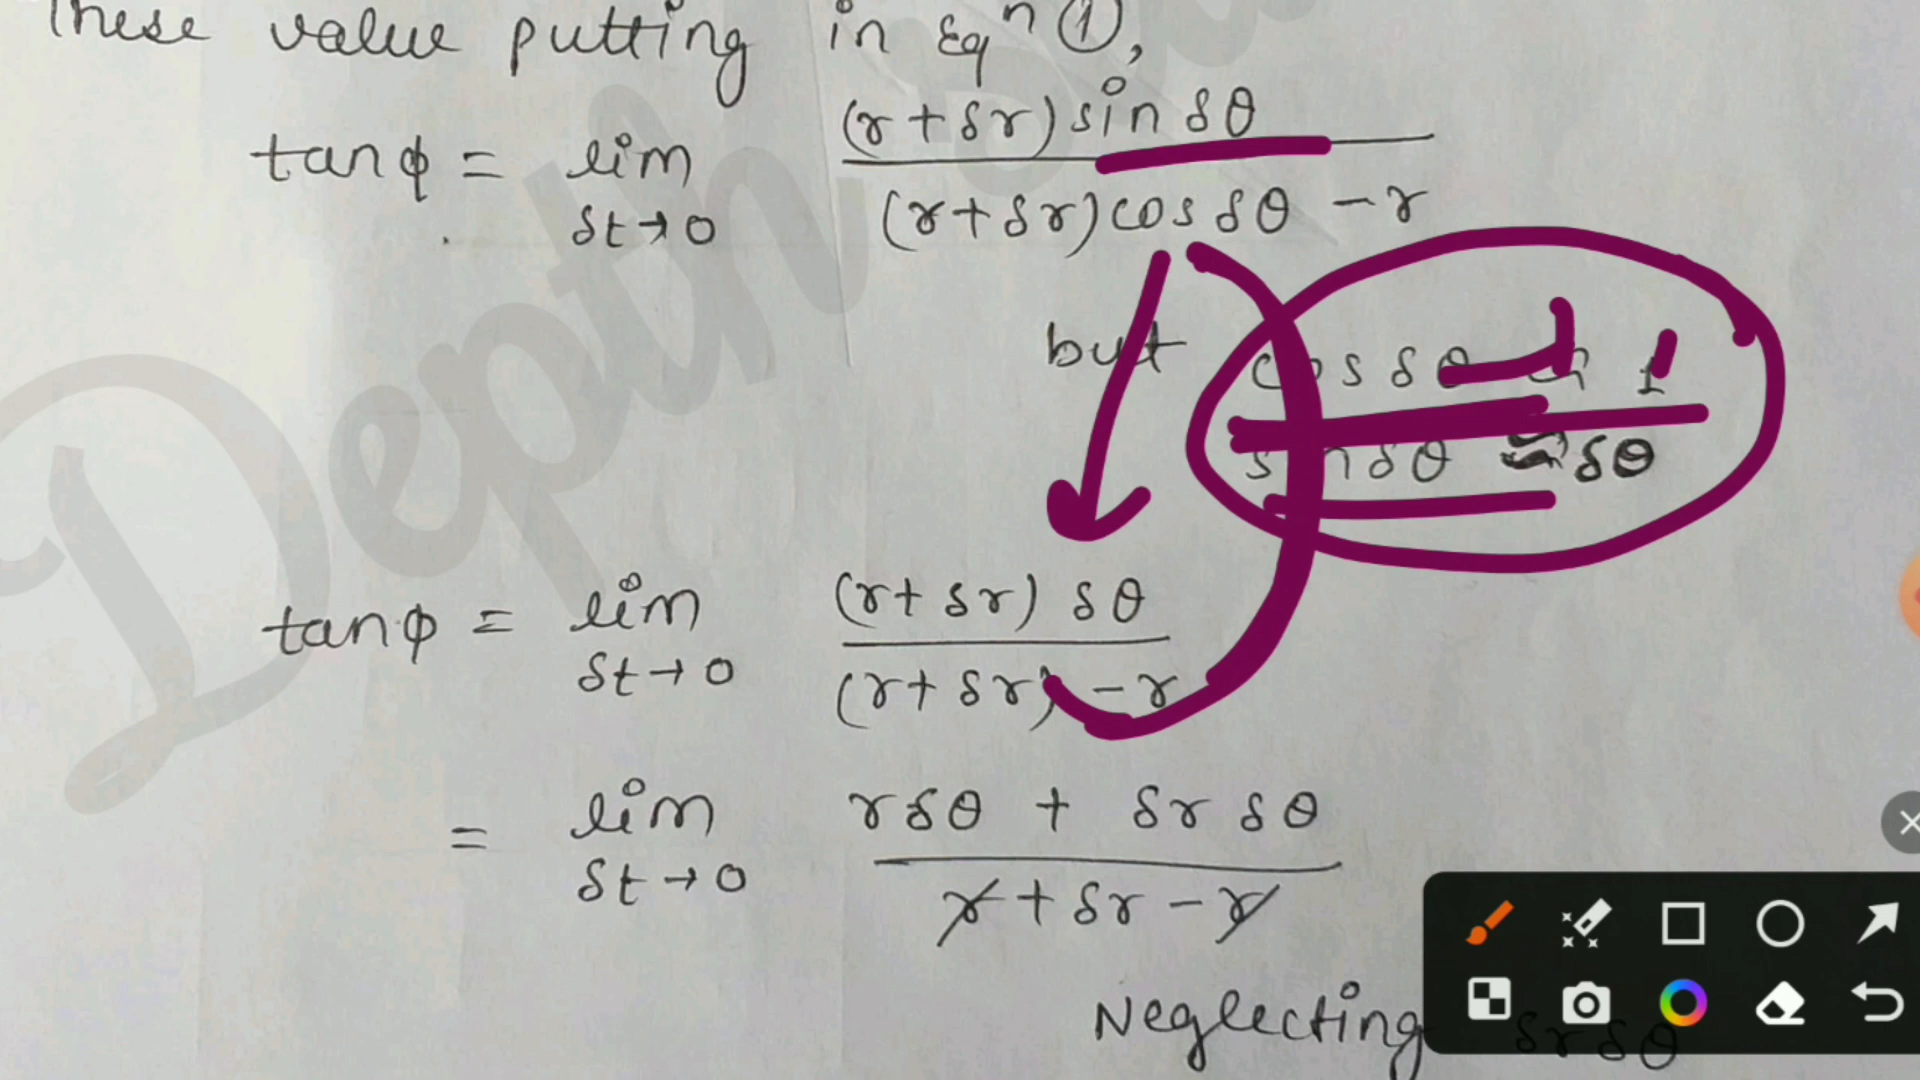 These value putting in Eqⁿ ①,
tanϕ = lim (r+δr) sin δθ
δt→0 (r+δr) cos δθ − r
but cos δθ ≈ 1
sin δθ ≈ δθ
tanϕ = lim (r+δr) δθ
δt→0 (r+δr) − r
= lim rδθ + δr δθ
δt→0 r + δr − r
Neglecting δrδθ
Depth